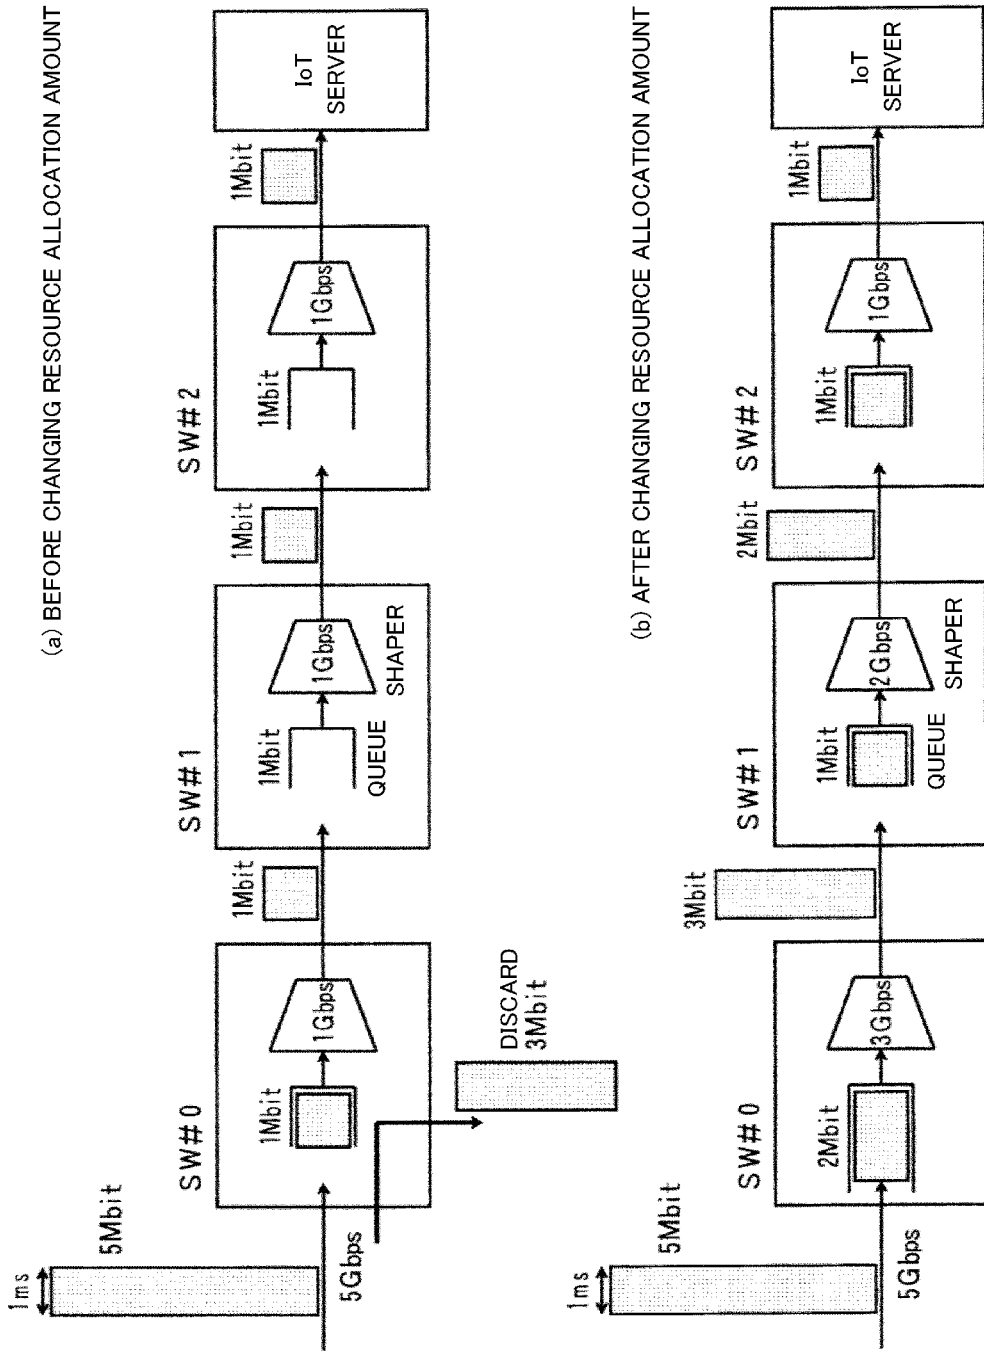 (a) BEFORE CHANGING RESOURCE ALLOCATION AMOUNT
1ms
5Mbit
5Gbps
SW#0
1Mbit
1Gbps
DISCARD
3Mbit
1Mbit
SW#1
1Mbit
1Gbps
QUEUE
SHAPER
1Mbit
SW#2
1Mbit
1Gbps
1Mbit
IoT
SERVER
(b) AFTER CHANGING RESOURCE ALLOCATION AMOUNT
1ms
5Mbit
5Gbps
SW#0
2Mbit
3Gbps
3Mbit
SW#1
1Mbit
2Gbps
QUEUE
SHAPER
2Mbit
SW#2
1Mbit
1Gbps
1Mbit
IoT
SERVER